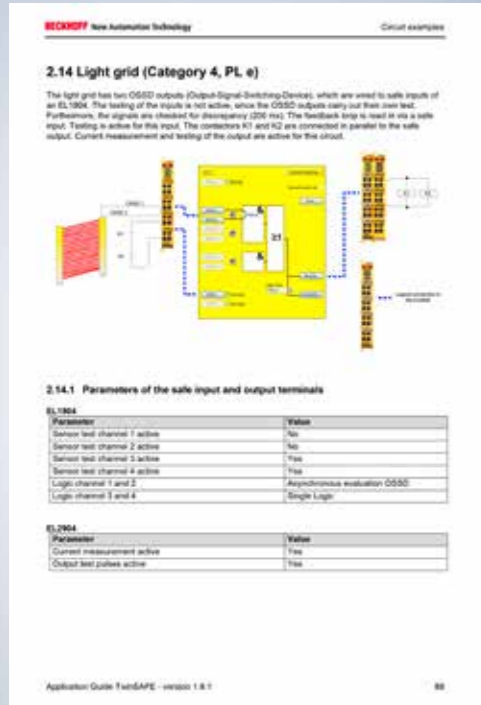 BECKHOFF New Automation Technology
Circuit examples
2.14 Light grid (Category 4, PL e)
The light grid has two OSSD outputs (Output-Signal-Switching-Device), which are wired to safe inputs of
an EL1904. The testing of the inputs is not active, since the OSSD outputs carry out their own test.
Furthermore, the signals are checked for discrepancy (200 ms). The feedback loop is read in via a safe
input. Testing is active for this input. The contactors K1 and K2 are connected in parallel to the safe
output. Current measurement and testing of the output are active for this circuit.
&
≥1
&
2.14.1 Parameters of the safe input and output terminals
EL1904
Parameter Value
Sensor test channel 1 active No
Sensor test channel 2 active No
Sensor test channel 3 active Yes
Sensor test channel 4 active Yes
Logic channel 1 and 2 Asynchronous evaluation OSSD
Logic channel 3 and 4 Single Logic
EL2904
Parameter Value
Current measurement active Yes
Output test pulses active Yes
Application Guide TwinSAFE - version 1.8.1